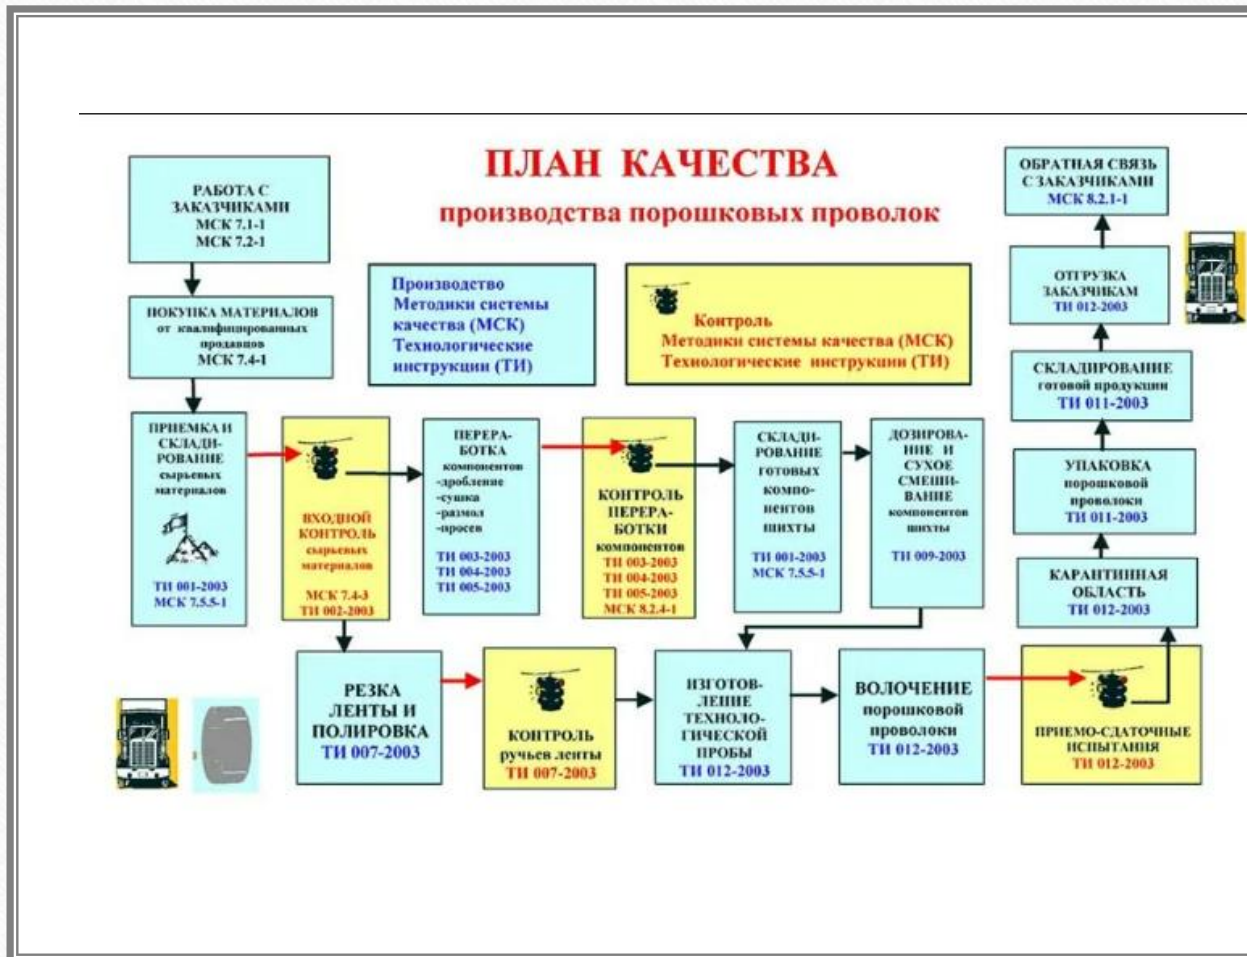 ПЛАН КАЧЕСТВА
производства порошковых проволок
РАБОТА С
ЗАКАЗЧИКАМИ
МСК 7.1-1
МСК 7.2-1
ПОКУПКА МАТЕРИАЛОВ
от квалифицированных
продавцов
МСК 7.4-1
Производство
Методики системы
качества (МСК)
Технологические
инструкции (ТИ)
Контроль
Методики системы качества (МСК)
Технологические инструкции (ТИ)
ПРИЕМКА И
СКЛАДИ-
РОВАНИЕ
сырьевых
материалов
ТИ 001-2003
МСК 7.5.5-1
ВХОДНОЙ
КОНТРОЛЬ
сырьевых
материалов
МСК 7.4-3
ТИ 002-2003
ПЕРЕРА-
БОТКА
компонентов
-дробление
-сушка
-размол
-просев
ТИ 003-2003
ТИ 004-2003
ТИ 005-2003
КОНТРОЛЬ
ПЕРЕРА-
БОТКИ
компонентов
ТИ 003-2003
ТИ 004-2003
ТИ 005-2003
МСК 8.2.4-1
СКЛАДИ-
РОВАНИЕ
готовых
компо-
нентов
шихты
ТИ 001-2003
МСК 7.5.5-1
ДОЗИРОВА-
НИЕ И
СУХОЕ
СМЕШИ-
ВАНИЕ
компонентов
шихты
ТИ 009-2003
РЕЗКА
ЛЕНТЫ И
ПОЛИРОВКА
ТИ 007-2003
КОНТРОЛЬ
ручьев ленты
ТИ 007-2003
ИЗГОТОВ-
ЛЕНИЕ
ТЕХНОЛО-
ГИЧЕСКОЙ
ПРОБЫ
ТИ 012-2003
ВОЛОЧЕНИЕ
порошковой
проволоки
ТИ 012-2003
ПРИЕМО-СДАТОЧНЫЕ
ИСПЫТАНИЯ
ТИ 012-2003
КАРАНТИННАЯ
ОБЛАСТЬ
ТИ 012-2003
УПАКОВКА
порошковой
проволоки
ТИ 011-2003
СКЛАДИРОВАНИЕ
готовой продукции
ТИ 011-2003
ОТГРУЗКА
ЗАКАЗЧИКАМ
ТИ 012-2003
ОБРАТНАЯ СВЯЗЬ
С ЗАКАЗЧИКАМИ
МСК 8.2.1-1